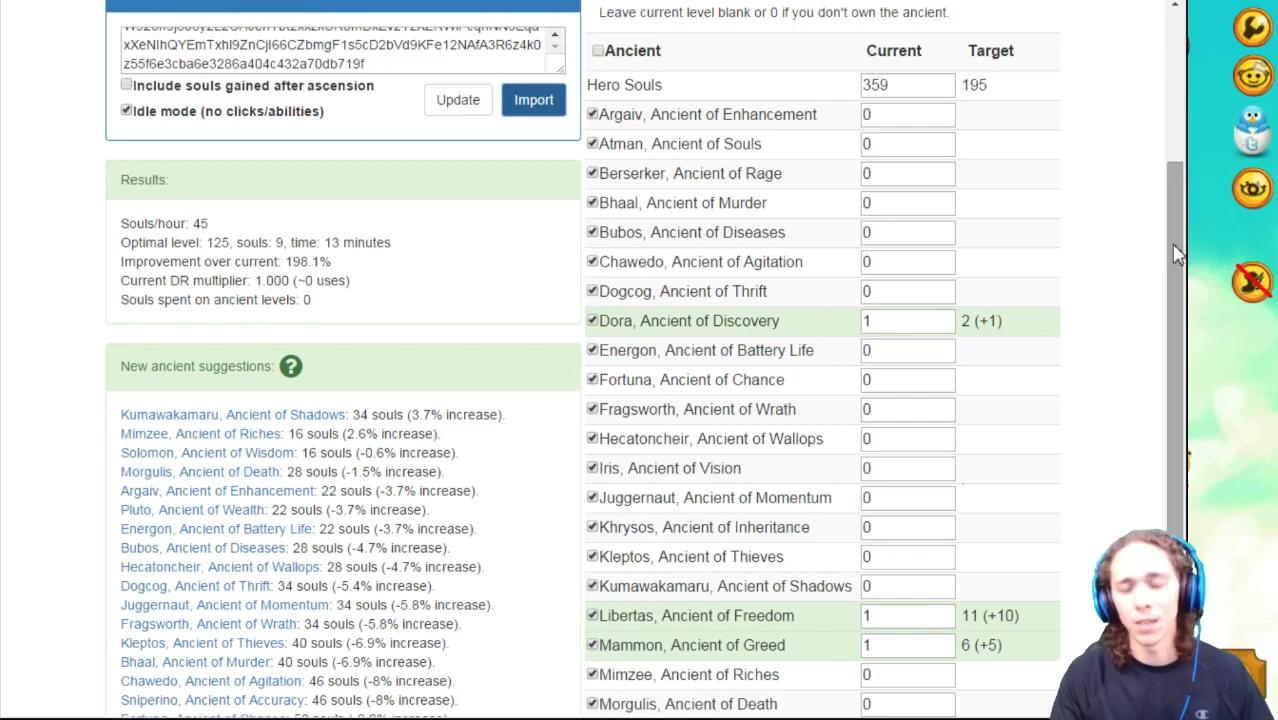 xXeNIhQYEmTxhI9ZnCjI66CZbmgF1s5cD2bVd9KFe12NAfA3R6z4k0
z55f6e3cba6e3286a404c432a70db719f
Include souls gained after ascension
Idle mode (no clicks/abilities)
Update
Import
Results:
Souls/hour: 45
Optimal level: 125, souls: 9, time: 13 minutes
Improvement over current: 198.1%
Current DR multiplier: 1.000 (~0 uses)
Souls spent on ancient levels: 0
New ancient suggestions: ?
Kumawakamaru, Ancient of Shadows: 34 souls (3.7% increase).
Mimzee, Ancient of Riches: 16 souls (2.6% increase).
Solomon, Ancient of Wisdom: 16 souls (-0.6% increase).
Morgulis, Ancient of Death: 28 souls (-1.5% increase).
Argaiv, Ancient of Enhancement: 22 souls (-3.7% increase).
Pluto, Ancient of Wealth: 22 souls (-3.7% increase).
Energon, Ancient of Battery Life: 22 souls (-3.7% increase).
Bubos, Ancient of Diseases: 28 souls (-4.7% increase).
Hecatoncheir, Ancient of Wallops: 28 souls (-4.7% increase).
Dogcog, Ancient of Thrift: 34 souls (-5.4% increase).
Juggernaut, Ancient of Momentum: 34 souls (-5.8% increase).
Fragsworth, Ancient of Wrath: 34 souls (-5.8% increase).
Kleptos, Ancient of Thieves: 40 souls (-6.9% increase).
Bhaal, Ancient of Murder: 40 souls (-6.9% increase).
Chawedo, Ancient of Agitation: 46 souls (-8% increase).
Sniperino, Ancient of Accuracy: 46 souls (-8% increase).
Leave current level blank or 0 if you don't own the ancient.
Ancient Current Target
Hero Souls 359 195
Argaiv, Ancient of Enhancement 0
Atman, Ancient of Souls 0
Berserker, Ancient of Rage 0
Bhaal, Ancient of Murder 0
Bubos, Ancient of Diseases 0
Chawedo, Ancient of Agitation 0
Dogcog, Ancient of Thrift 0
Dora, Ancient of Discovery 1 2 (+1)
Energon, Ancient of Battery Life 0
Fortuna, Ancient of Chance 0
Fragsworth, Ancient of Wrath 0
Hecatoncheir, Ancient of Wallops 0
Iris, Ancient of Vision 0
Juggernaut, Ancient of Momentum 0
Khrysos, Ancient of Inheritance 0
Kleptos, Ancient of Thieves 0
Kumawakamaru, Ancient of Shadows 0
Libertas, Ancient of Freedom 1 11 (+10)
Mammon, Ancient of Greed 1 6 (+5)
Mimzee, Ancient of Riches 0
Morgulis, Ancient of Death 0